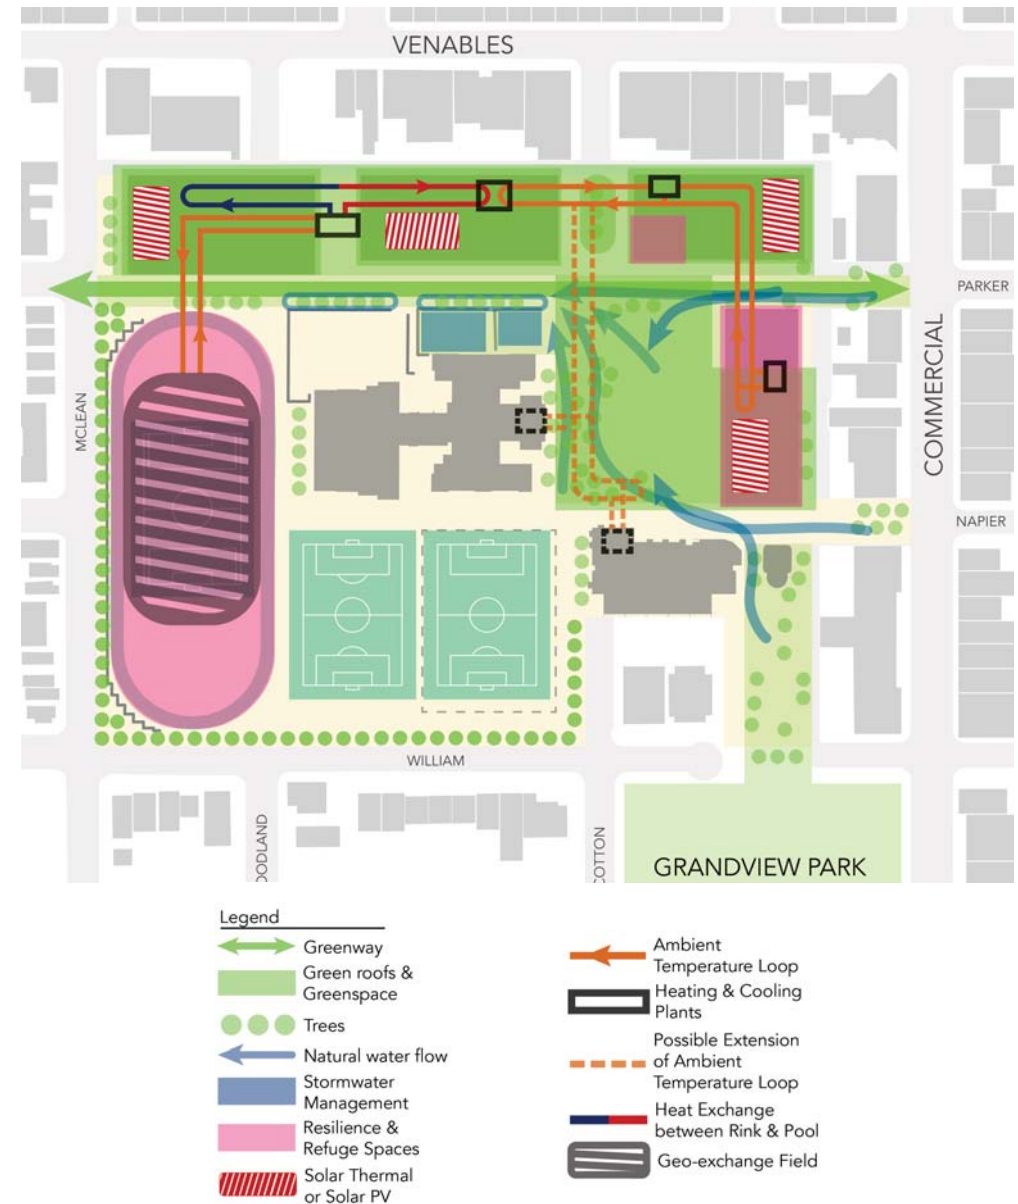 VENABLES
PARKER
MCLEAN
COMMERCIAL
NAPIER
WILLIAM
OODLAND
COTTON
GRANDVIEW PARK
Legend
Greenway
Green roofs &
Greenspace
Trees
Natural water flow
Stormwater
Management
Resilience &
Refuge Spaces
Solar Thermal
or Solar PV
Ambient
Temperature Loop
Heating & Cooling
Plants
Possible Extension
of Ambient
Temperature Loop
Heat Exchange
between Rink & Pool
Geo-exchange Field